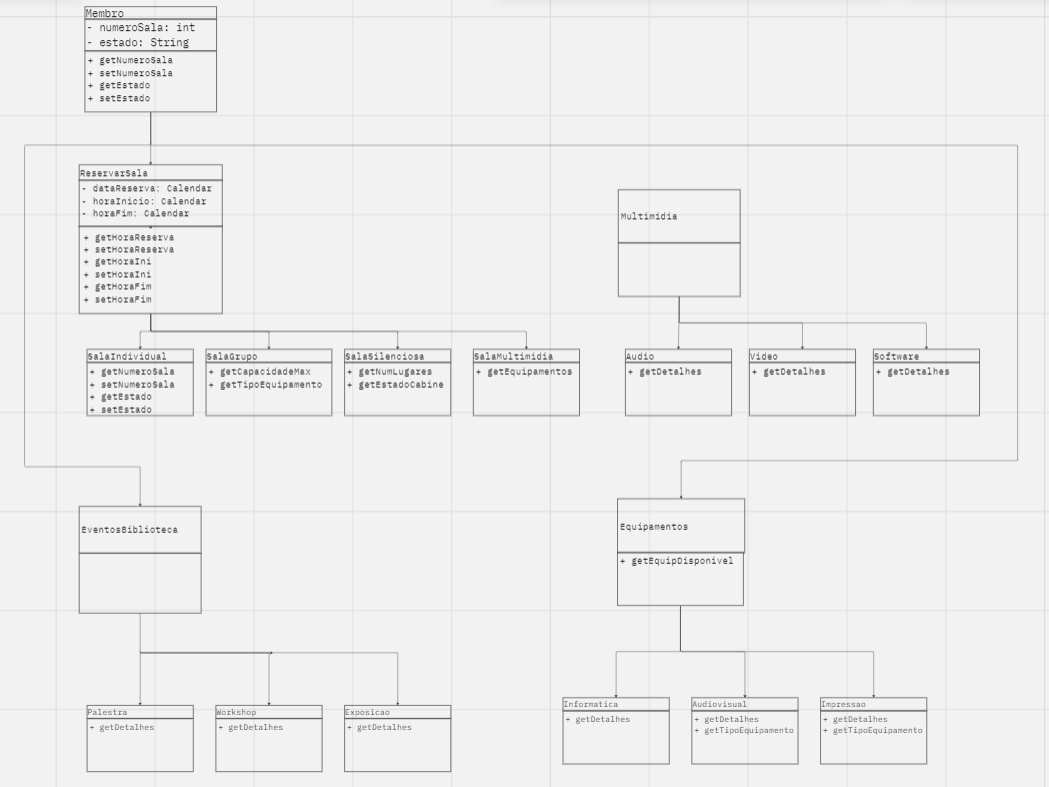 Membro
- numeroSala: int
- estado: String
+ getNumeroSala
+ setNumeroSala
+ getEstado
+ setEstado
ReservarSala
- dataReserva: Calendar
- horaInicio: Calendar
- horaFim: Calendar
+ getHoraReserva
+ setHoraReserva
+ getHoraIni
+ setHoraIni
+ getHoraFim
+ setHoraFim
Multimidia
SalaIndividual
+ getNumeroSala
+ setNumeroSala
+ getEstado
+ setEstado
SalaGrupo
+ getCapacidadeMax
+ getTipoEquipamento
SalaSilenciosa
+ getNumLugares
+ getEstadoCabine
SalaMultimidia
+ getEquipamentos
Audio
+ getDetalhes
Video
+ getDetalhes
Software
+ getDetalhes
EventosBiblioteca
Equipamentos
+ getEquipDisponivel
Palestra
+ getDetalhes
Workshop
+ getDetalhes
Exposicao
+ getDetalhes
Informatica
+ getDetalhes
Audiovisual
+ getDetalhes
+ getTipoEquipamento
Impressao
+ getDetalhes
+ getTipoEquipamento